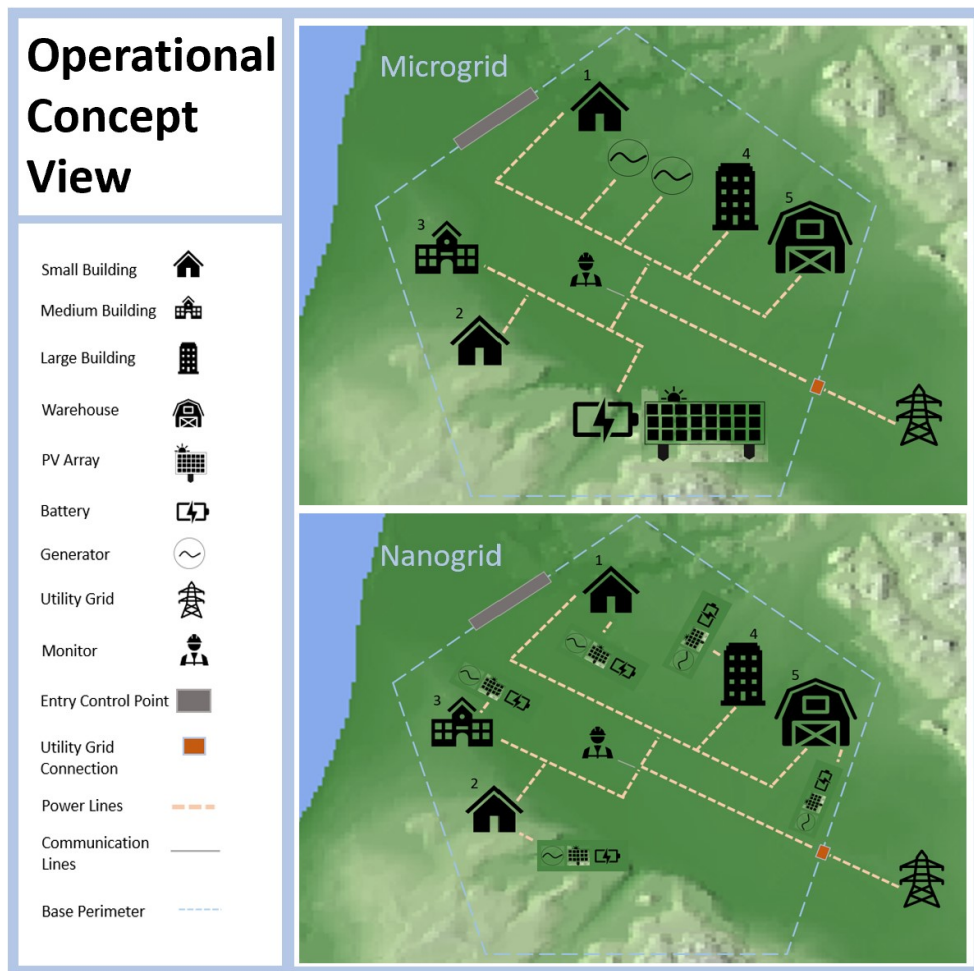 Operational
Concept
View
Small Building
Medium Building
Large Building
Warehouse
PV Array
Battery
Generator
Utility Grid
Monitor
Entry Control Point
Utility Grid
Connection
Power Lines
Communication
Lines
Base Perimeter
Microgrid
1
4
5
3
2
Nanogrid
1
4
5
3
2